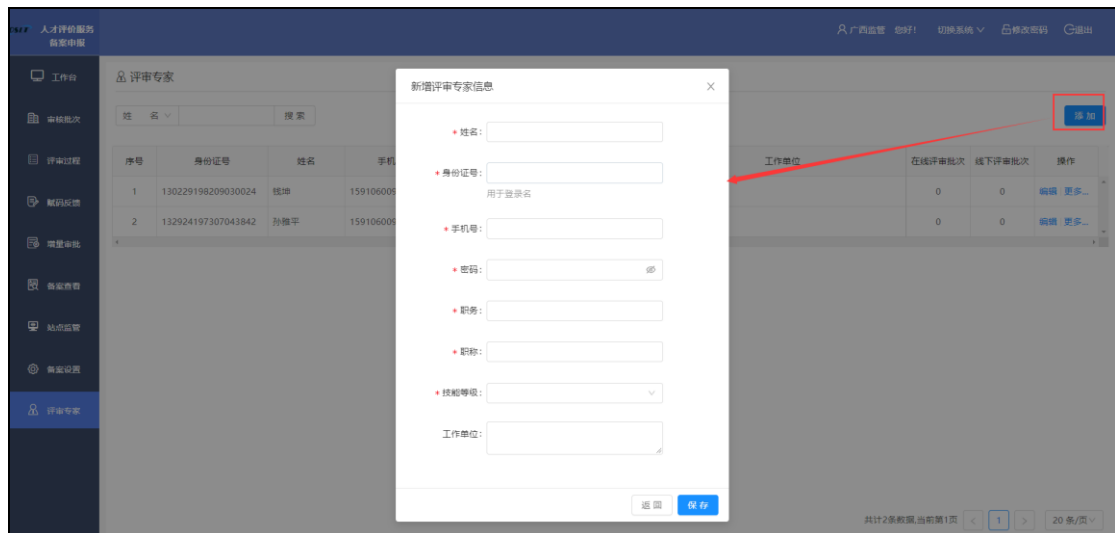 人才评价服务
备案申报
广西监管 您好! 切换系统 修改密码 退出
工作台
审核批次
评审过程
赋码反馈
增量审批
备案查看
站点监管
备案设置
评审专家
评审专家
姓 名 搜 索
添 加
序号 身份证号 姓名 手机 工作单位 在线评审批次 线下评审批次 操作
1 130229198209030024 钱坤 159106009 0 0 编辑 更多...
2 132924197307043842 孙雅平 159106009 0 0 编辑 更多...
新增评审专家信息
* 姓名:
* 身份证号:
用于登录名
* 手机号:
* 密码:
* 职务:
* 职称:
* 技能等级:
工作单位:
返 回 保 存
共计2条数据,当前第1页 < 1 > 20 条/页